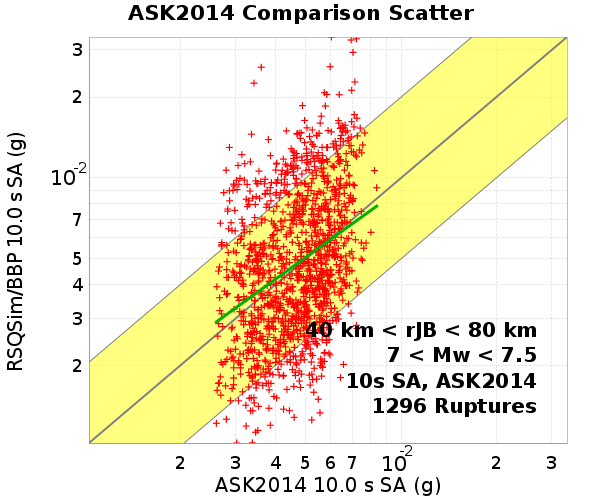 ASK2014 Comparison Scatter
RSQSim/BBP 10.0 s SA (g)
3
2
10-2
7
5
4
3
2
40 km < rJB < 80 km
7 < Mw < 7.5
10s SA, ASK2014
1296 Ruptures
2 3 4 5 6 7 10-2 2 3
ASK2014 10.0 s SA (g)